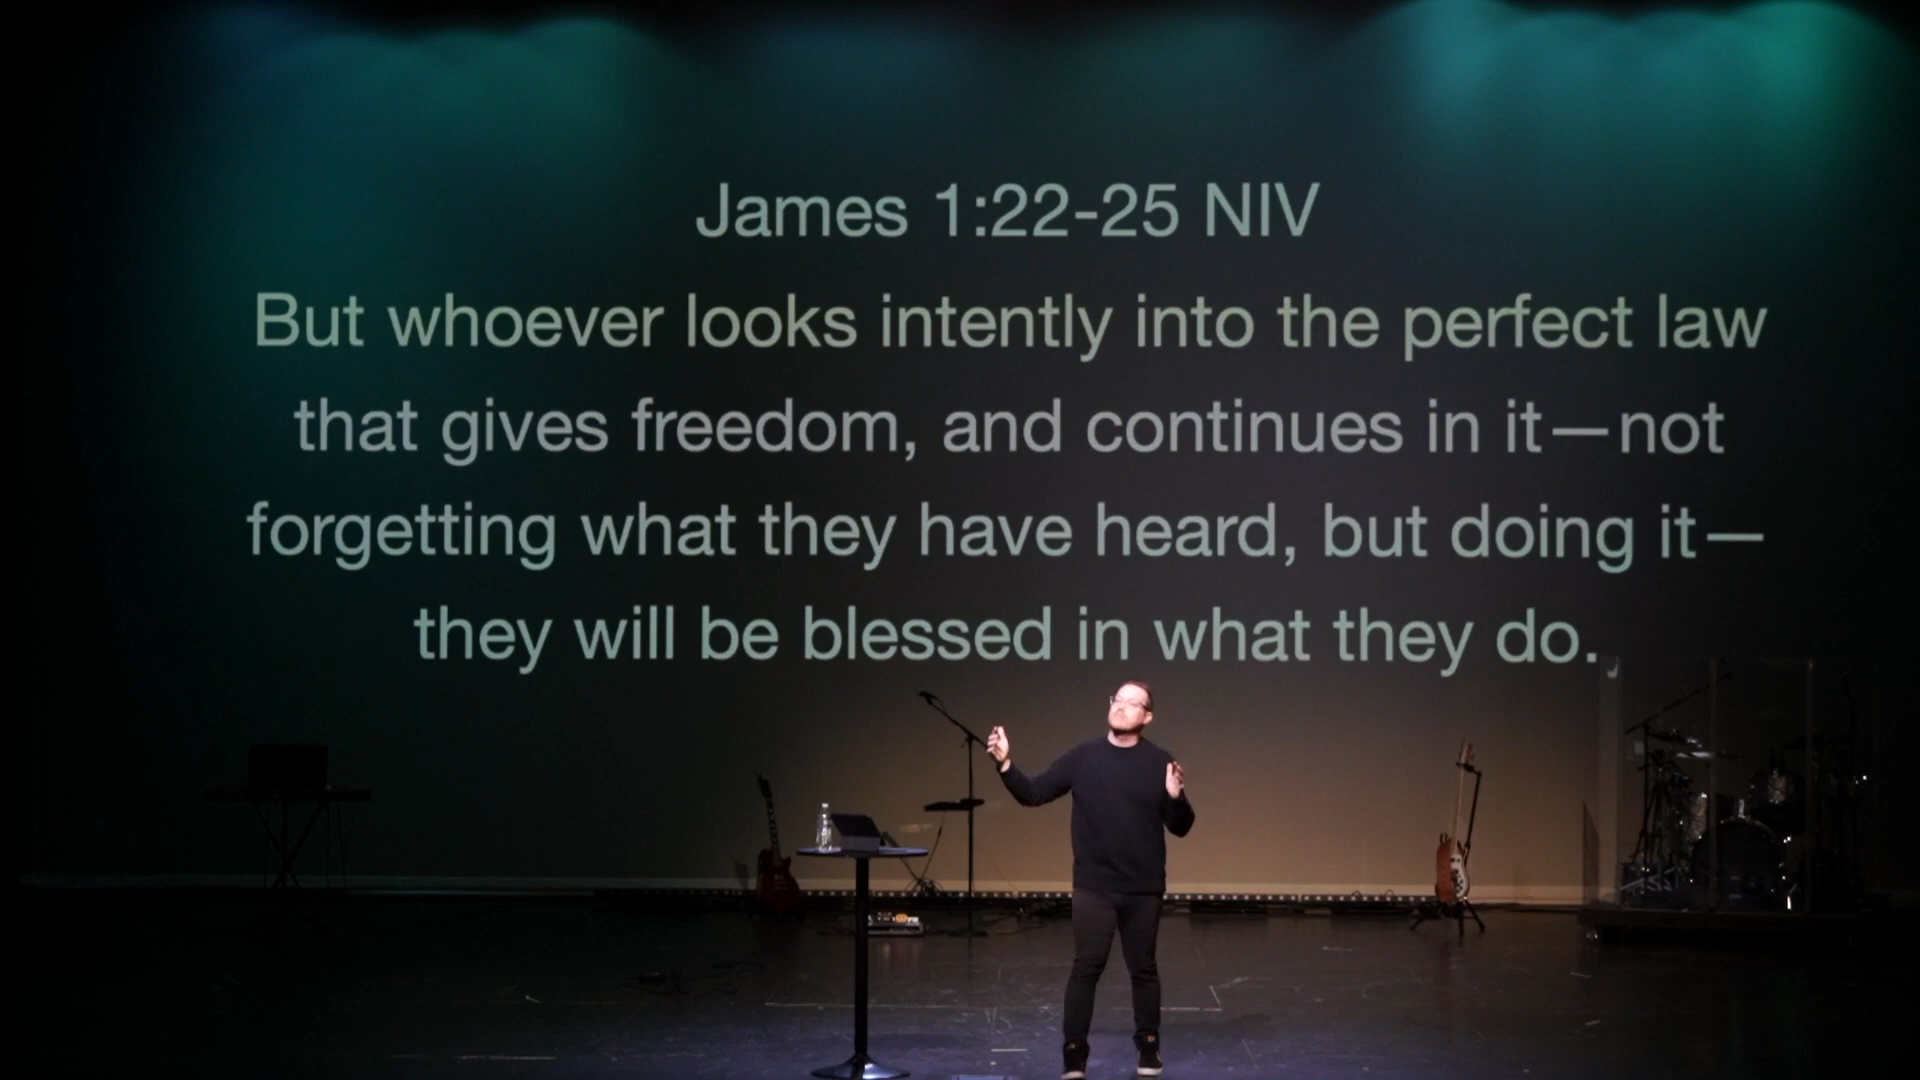 James 1:22-25 NIV
But whoever looks intently into the perfect law
that gives freedom, and continues in it—not
forgetting what they have heard, but doing it—
they will be blessed in what they do.